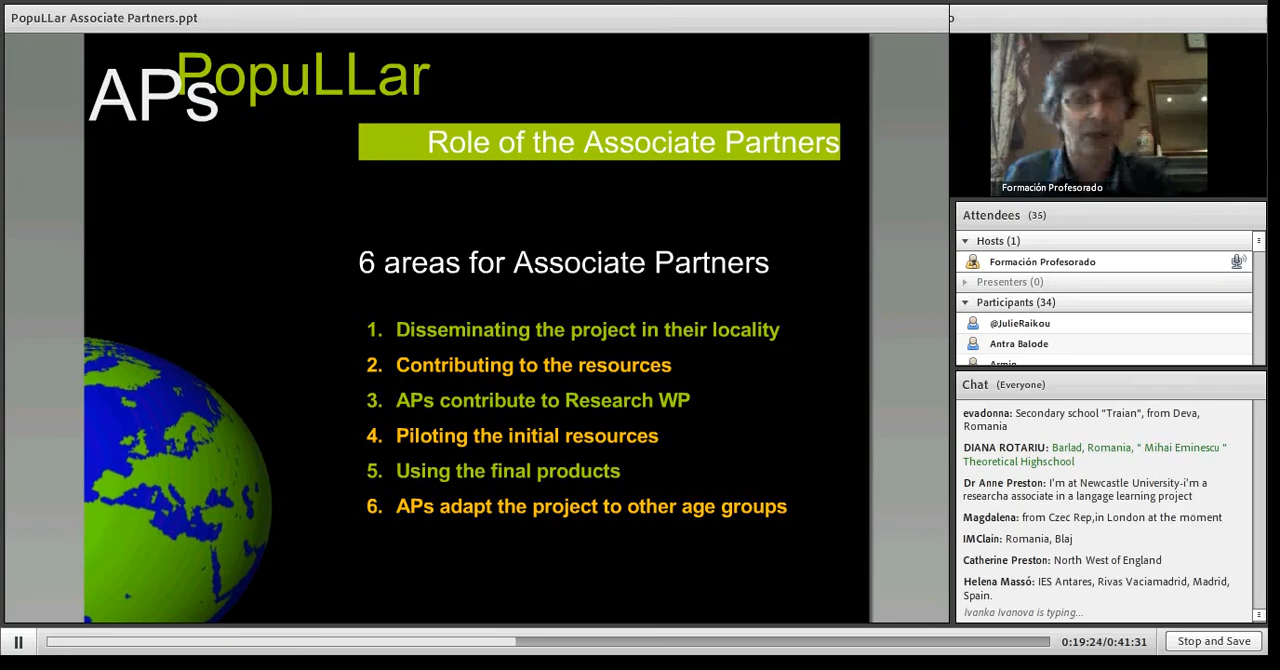 PopuLLar Associate Partners.ppt
APs
PopuLLar
Role of the Associate Partners
6 areas for Associate Partners
1. Disseminating the project in their locality
2. Contributing to the resources
3. APs contribute to Research WP
4. Piloting the initial resources
5. Using the final products
6. APs adapt the project to other age groups
Formación Profesorado
Attendees (35)
Hosts (1)
Formación Profesorado
Presenters (0)
Participants (34)
@JulieRaikou
Antra Balode
Armin
Chat (Everyone)
evadonna: Secondary school "Traian", from Deva,
Romania
DIANA ROTARIU: Barlad, Romania, " Mihai Eminescu "
Theoretical Highschool
Dr Anne Preston: I'm at Newcastle University-i'm a
researcha associate in a langage learning project
Magdalena: from Czec Rep,in London at the moment
IMClain: Romania, Blaj
Catherine Preston: North West of England
Helena Massó: IES Antares, Rivas Vaciamadrid, Madrid,
Spain.
Ivanka Ivanova is typing...
0:19:24/0:41:31
Stop and Save